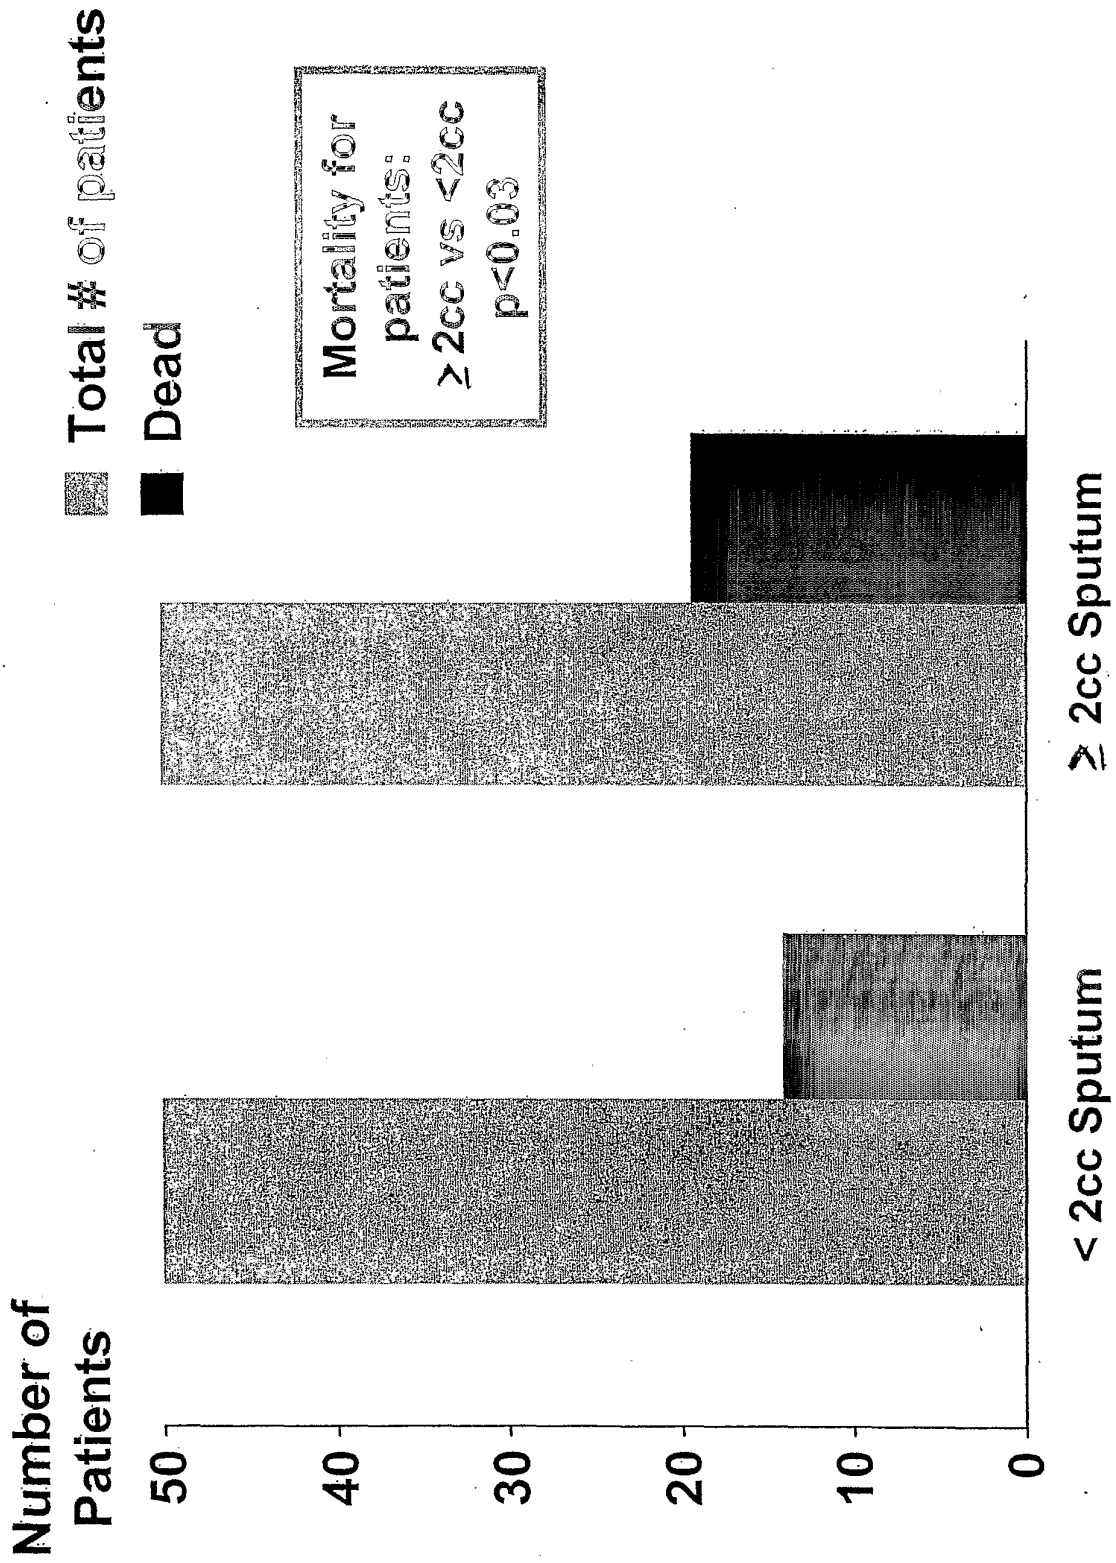 Number of
Patients
Total # of patients
Dead
Mortality for
patients:
≥ 2cc vs <2cc
p<0.03
50
40
30
20
10
0
< 2cc Sputum
≥ 2cc Sputum